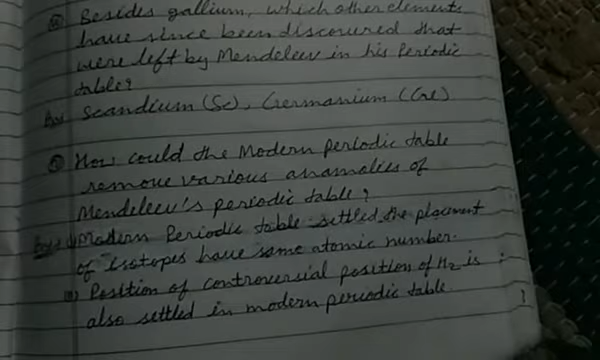 Besides gallium, which other elements
have since been discovered that
were left by Mendeleev in his Periodic
table?
Ans Scandium (Sc), Germanium (Ge)
How could the Modern Periodic table
remove various anamolies of
Mendeleev's periodic table?
Modern Periodic table settled the placement
of isotopes have same atomic number.
Position of controversial position of H2 is
also settled in modern periodic table.